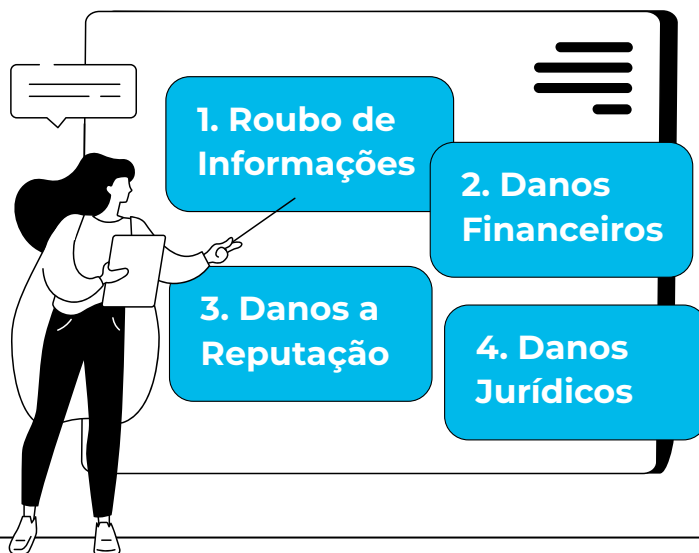 1. Roubo de
Informações
2. Danos
Financeiros
3. Danos a
Reputação
4. Danos
Jurídicos